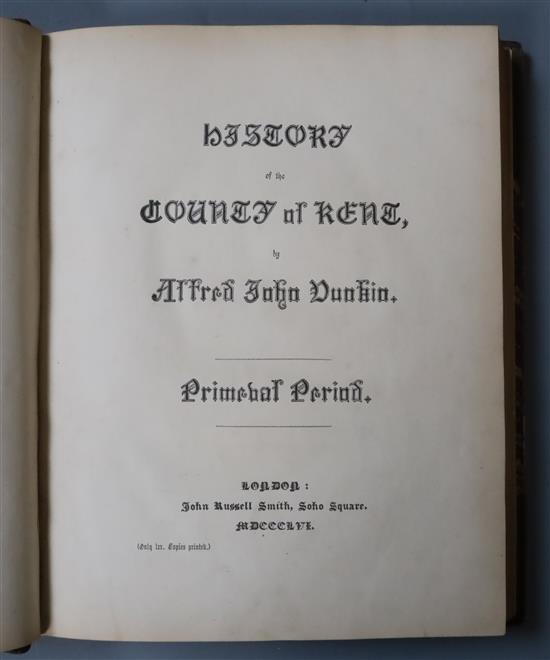 HISTORY
of the
COUNTY of KENT,
by
Alfred John Dunkin.
Primeval Period.
LONDON:
John Russell Smith, Soho Square.
MDCCCLVI.
(Only lxx. Copies printed.)